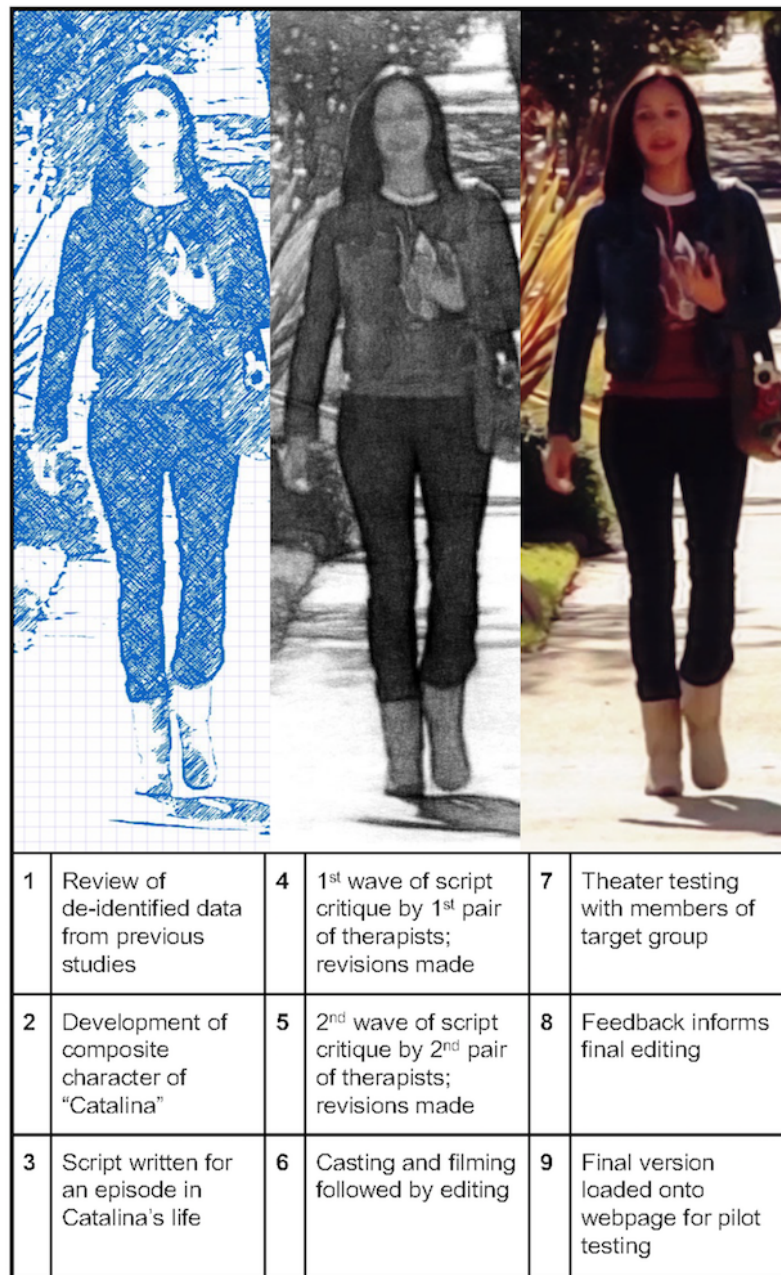 1
Review of
de-identified data
from previous
studies
4
1st wave of script
critique by 1st pair
of therapists;
revisions made
7
Theater testing
with members of
target group
2
Development of
composite
character of
“Catalina”
5
2nd wave of script
critique by 2nd pair
of therapists;
revisions made
8
Feedback informs
final editing
3
Script written for
an episode in
Catalina’s life
6
Casting and filming
followed by editing
9
Final version
loaded onto
webpage for pilot
testing